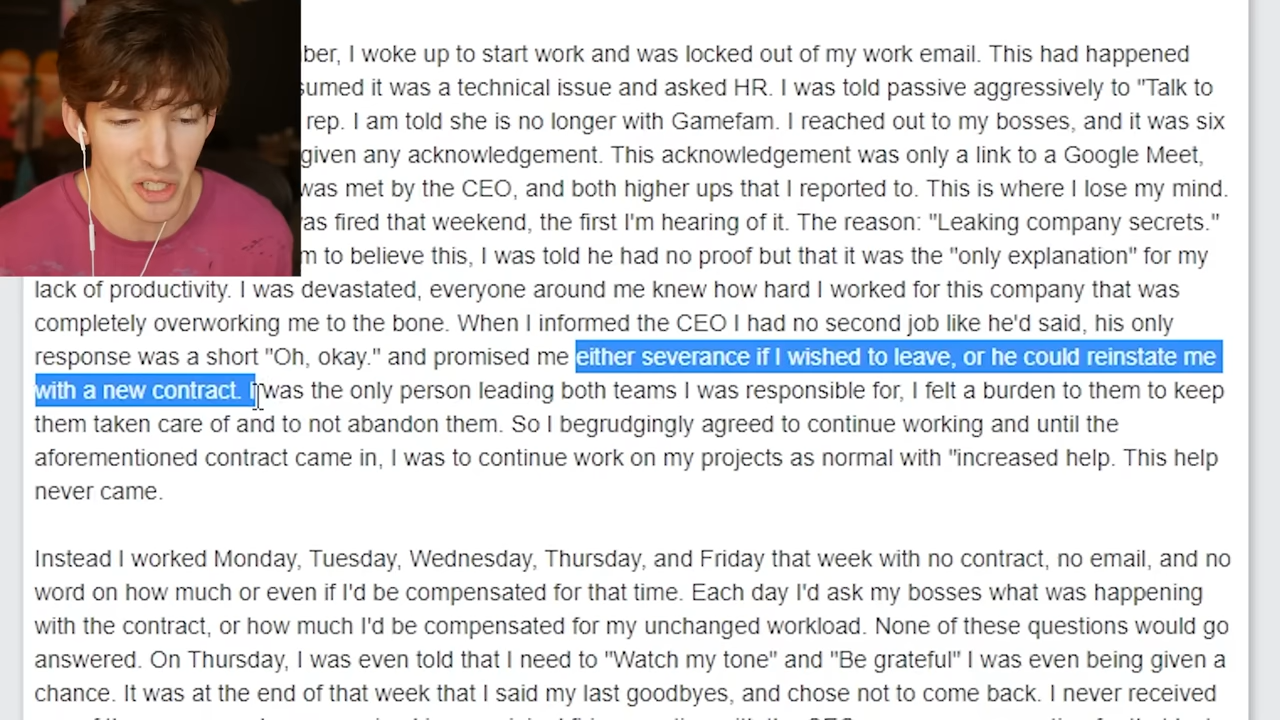 ber, I woke up to start work and was locked out of my work email. This had happened
sumed it was a technical issue and asked HR. I was told passive aggressively to "Talk to
rep. I am told she is no longer with Gamefam. I reached out to my bosses, and it was six
given any acknowledgement. This acknowledgement was only a link to a Google Meet,
was met by the CEO, and both higher ups that I reported to. This is where I lose my mind.
as fired that weekend, the first I'm hearing of it. The reason: "Leaking company secrets."
m to believe this, I was told he had no proof but that it was the "only explanation" for my
lack of productivity. I was devastated, everyone around me knew how hard I worked for this company that was
completely overworking me to the bone. When I informed the CEO I had no second job like he'd said, his only
response was a short "Oh, okay." and promised me either severance if I wished to leave, or he could reinstate me
with a new contract. I was the only person leading both teams I was responsible for, I felt a burden to them to keep
them taken care of and to not abandon them. So I begrudgingly agreed to continue working and until the
aforementioned contract came in, I was to continue work on my projects as normal with "increased help. This help
never came.
Instead I worked Monday, Tuesday, Wednesday, Thursday, and Friday that week with no contract, no email, and no
word on how much or even if I'd be compensated for that time. Each day I'd ask my bosses what was happening
with the contract, or how much I'd be compensated for my unchanged workload. None of these questions would go
answered. On Thursday, I was even told that I need to "Watch my tone" and "Be grateful" I was even being given a
chance. It was at the end of that week that I said my last goodbyes, and chose not to come back. I never received